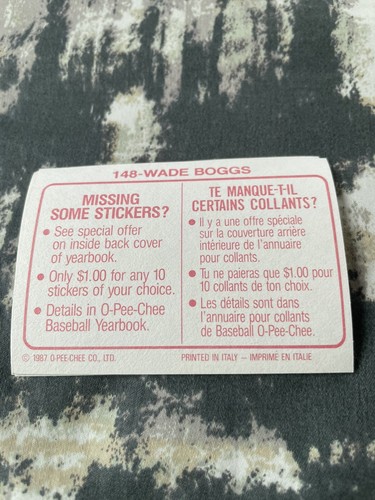 148-WADE BOGGS
MISSING
SOME STICKERS?
● See special offer
on inside back cover
of yearbook.
● Only $1.00 for any 10
stickers of your choice.
● Details in O-Pee-Chee
Baseball Yearbook.
TE MANQUE-T-IL
CERTAINS COLLANTS?
● Il y a une offre spéciale
sur la couverture arrière
intérieure de l'annuaire
pour collants.
● Tu ne paieras que $1.00 pour
10 collants de ton choix.
● Les détails sont dans
l'annuaire pour collants
de Baseball O-Pee-Chee.
© 1987 O-PEE-CHEE CO., LTD.
PRINTED IN ITALY — IMPRIMÉ EN ITALIE